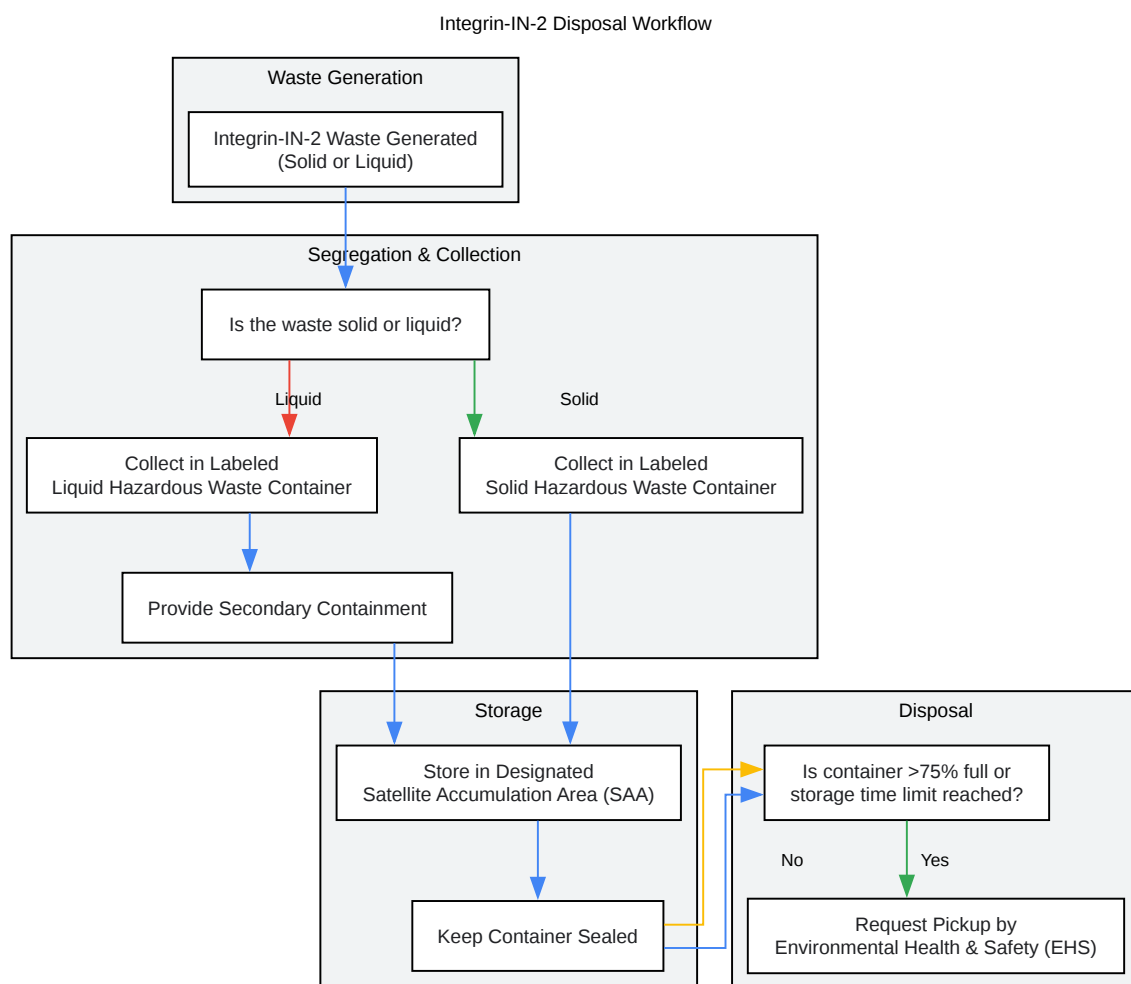 Integrin-IN-2 Disposal Workflow
Waste Generation
Integrin-IN-2 Waste Generated
(Solid or Liquid)
Segregation & Collection
Is the waste solid or liquid?
Liquid
Solid
Collect in Labeled
Liquid Hazardous Waste Container
Collect in Labeled
Solid Hazardous Waste Container
Provide Secondary Containment
Storage
Store in Designated
Satellite Accumulation Area (SAA)
Keep Container Sealed
Disposal
Is container >75% full or
storage time limit reached?
No
Yes
Request Pickup by
Environmental Health & Safety (EHS)